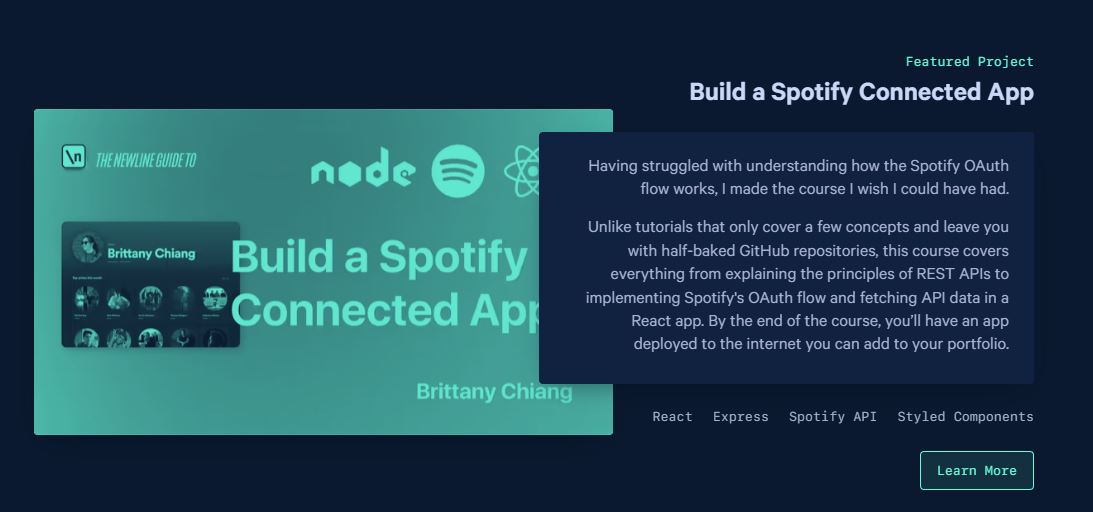 Featured Project
Build a Spotify Connected App
\n THE NEWLINE GUIDE TO
node
Brittany Chiang
Build a Spotify
Connected App
Brittany Chiang
Having struggled with understanding how the Spotify OAuth
flow works, I made the course I wish I could have had.
Unlike tutorials that only cover a few concepts and leave you
with half-baked GitHub repositories, this course covers
everything from explaining the principles of REST APIs to
implementing Spotify's OAuth flow and fetching API data in a
React app. By the end of the course, you’ll have an app
deployed to the internet you can add to your portfolio.
React Express Spotify API Styled Components
Learn More